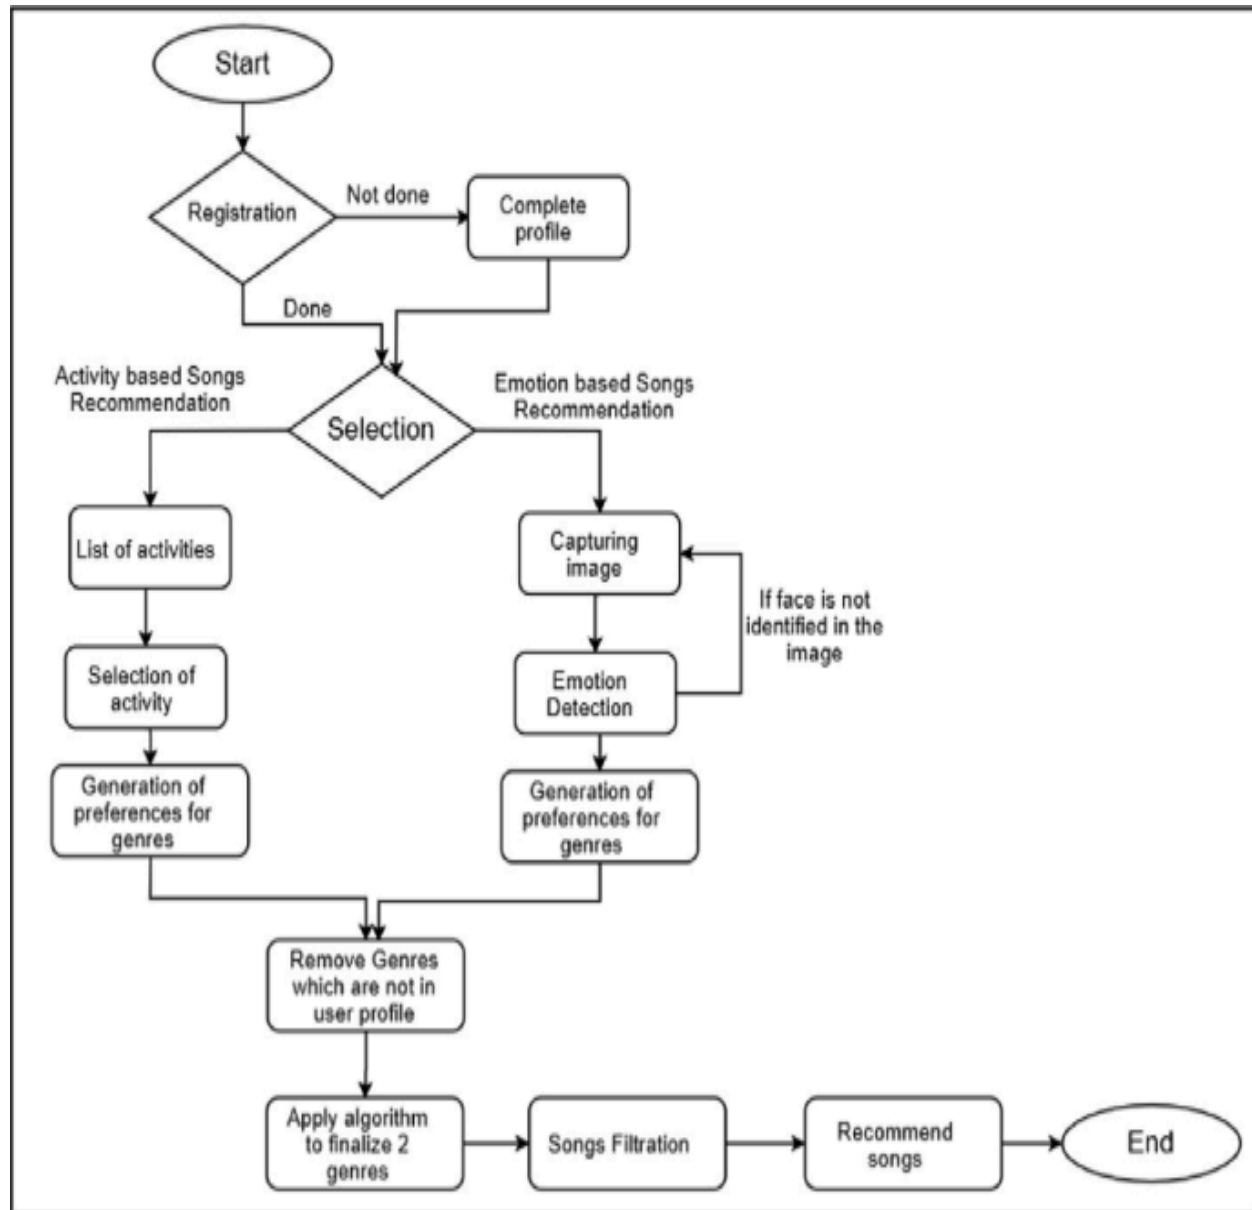 Start
Registration
Not done
Complete
profile
Done
Activity based Songs
Recommendation
Emotion based Songs
Recommendation
Selection
List of activities
Capturing
image
If face is not
identified in the
image
Selection of
activity
Emotion
Detection
Generation of
preferences for
genres
Generation of
preferences for
genres
Remove Genres
which are not in
user profile
Apply algorithm
to finalize 2
genres
Songs Filtration
Recommend
songs
End